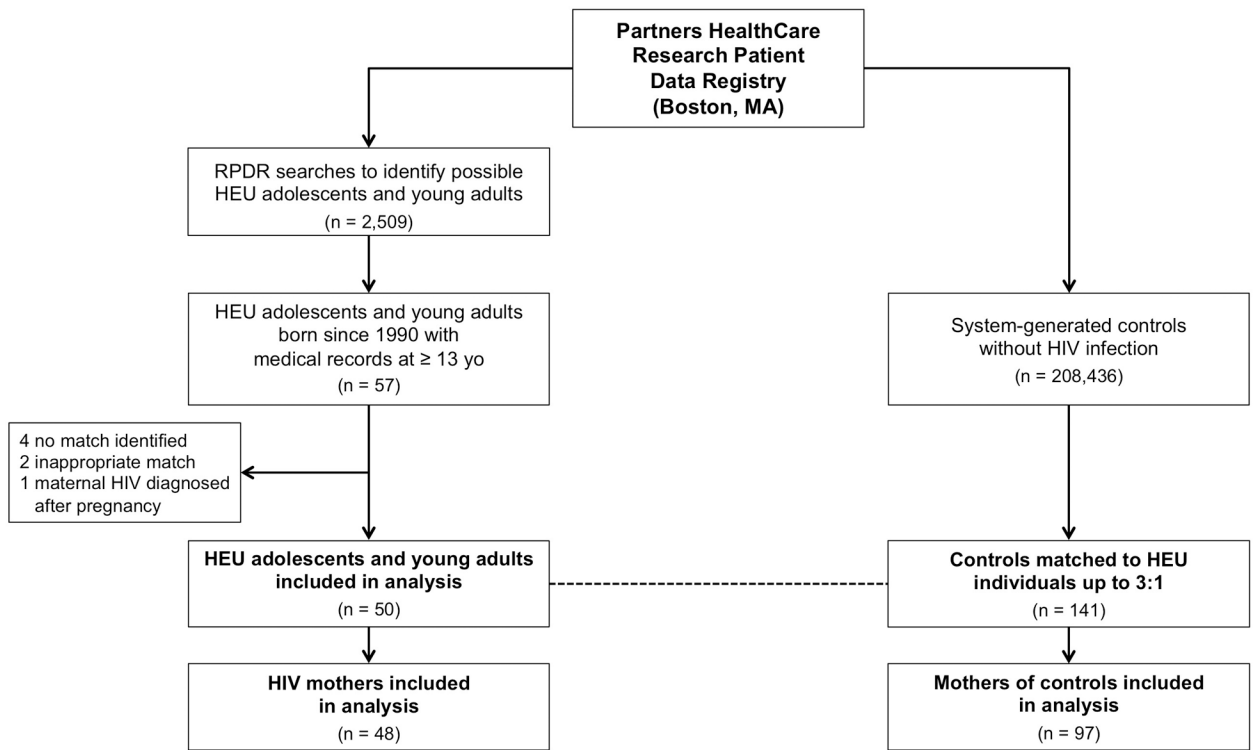 Partners HealthCare
Research Patient
Data Registry
(Boston, MA)
RPDR searches to identify possible
HEU adolescents and young adults
(n = 2,509)
HEU adolescents and young adults
born since 1990 with
medical records at ≥ 13 yo
(n = 57)
System-generated controls
without HIV infection
(n = 208,436)
4 no match identified
2 inappropriate match
1 maternal HIV diagnosed
after pregnancy
HEU adolescents and young adults
included in analysis
(n = 50)
Controls matched to HEU
individuals up to 3:1
(n = 141)
HIV mothers included
in analysis
(n = 48)
Mothers of controls included
in analysis
(n = 97)